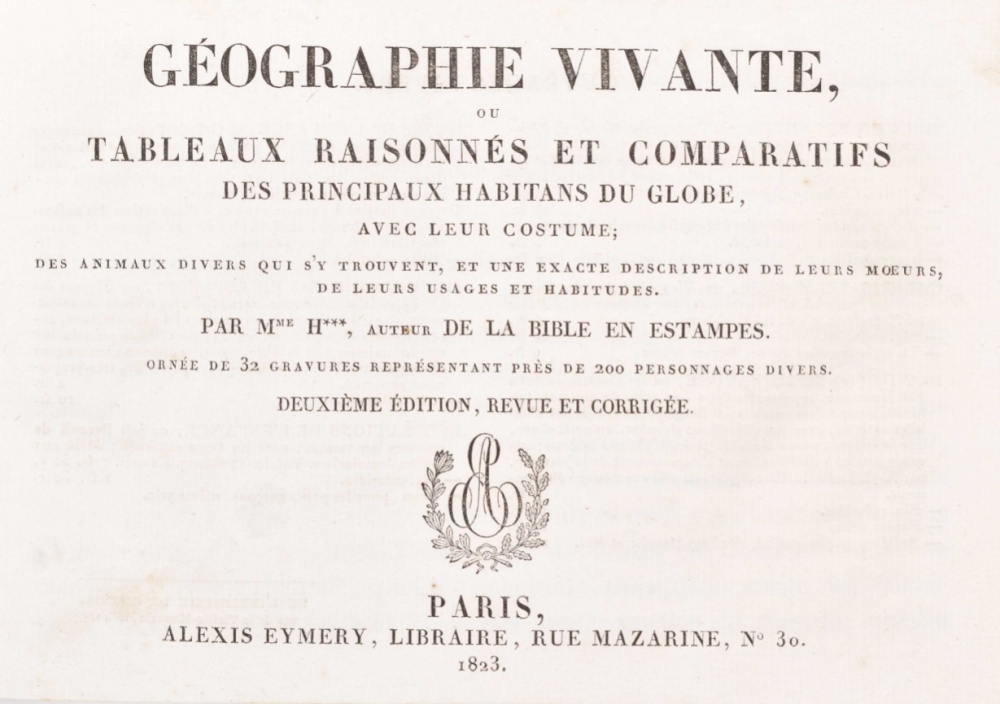 GÉOGRAPHIE VIVANTE,
OU
TABLEAUX RAISONNÉS ET COMPARATIFS
DES PRINCIPAUX HABITANS DU GLOBE,
AVEC LEUR COSTUME;
DES ANIMAUX DIVERS QUI S'Y TROUVENT, ET UNE EXACTE DESCRIPTION DE LEURS MŒURS,
DE LEURS USAGES ET HABITUDES.
PAR MME H***, AUTEUR DE LA BIBLE EN ESTAMPES.
ORNÉE DE 32 GRAVURES REPRÉSENTANT PRÈS DE 200 PERSONNAGES DIVERS.
DEUXIÈME ÉDITION, REVUE ET CORRIGÉE.
AE
PARIS,
ALEXIS EYMERY, LIBRAIRE, RUE MAZARINE, No 30.
1823.